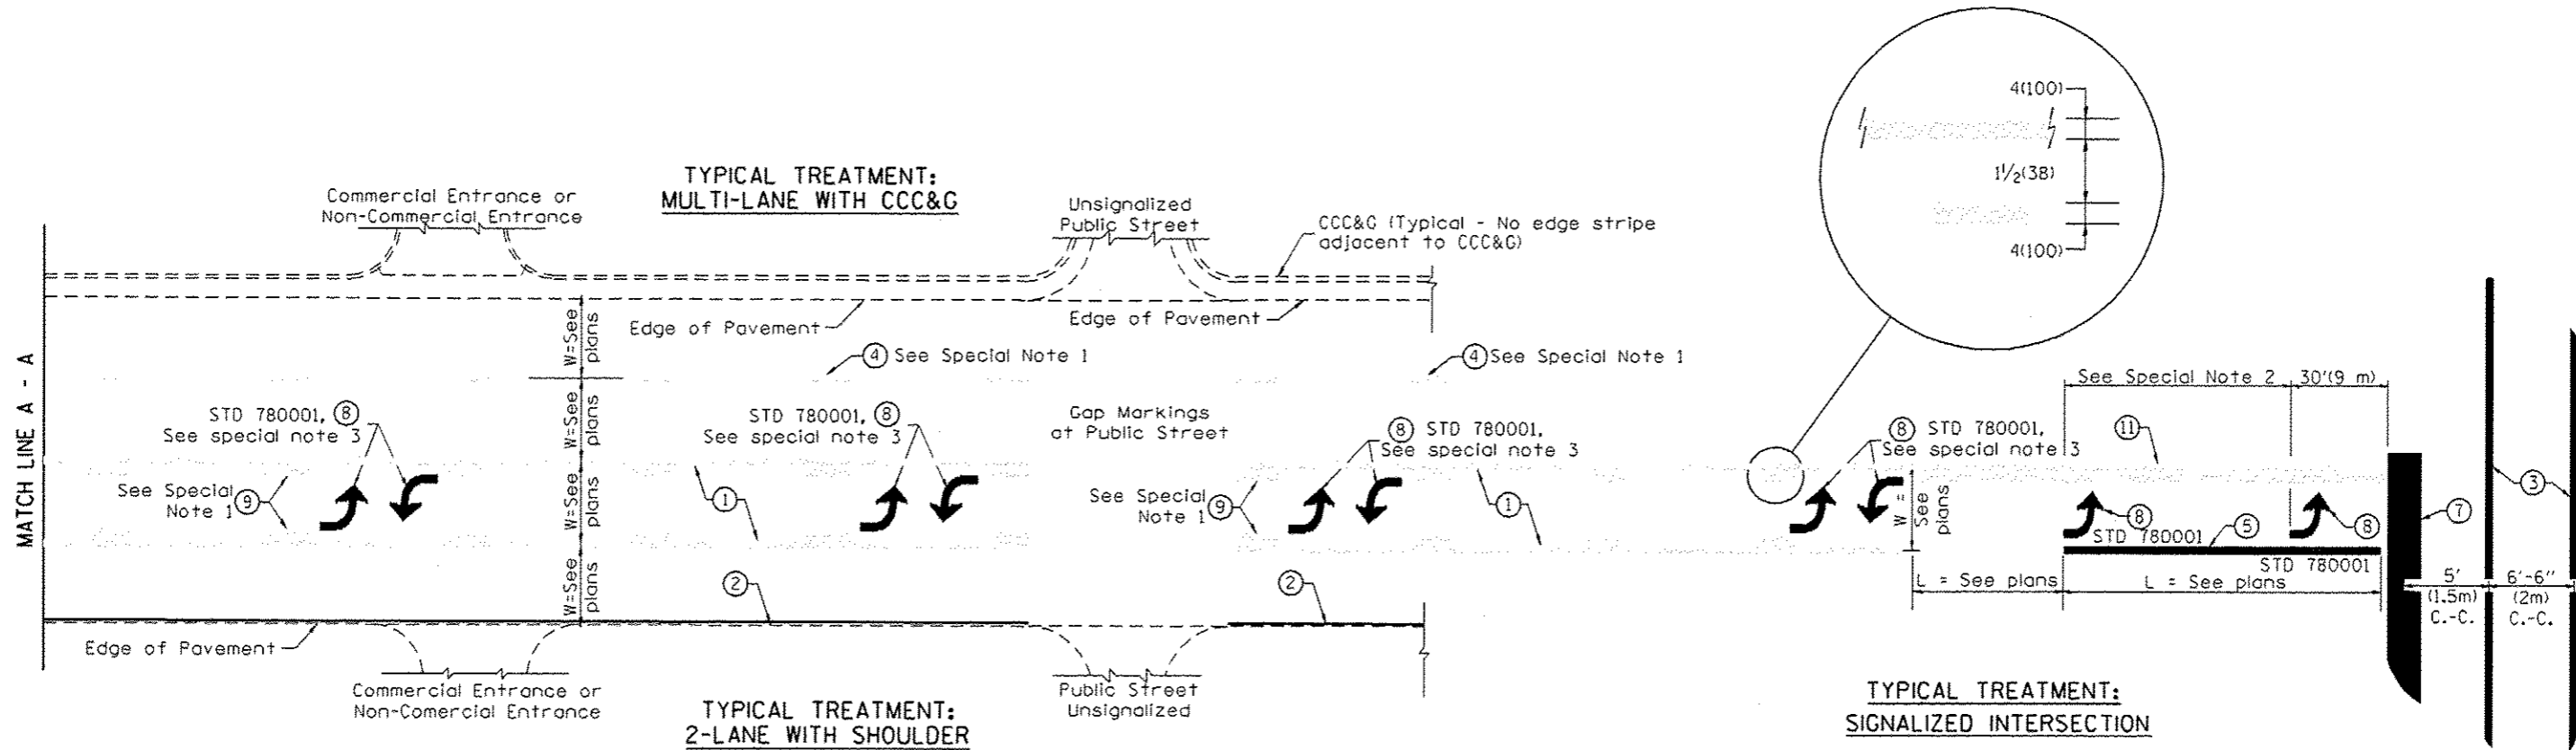 4(100)
1½(38)
4(100)
TYPICAL TREATMENT:
MULTI-LANE WITH CCC&G
Commercial Entrance or
Non-Commercial Entrance
Unsignalized
Public Street
CCC&G (Typical - No edge stripe
adjacent to CCC&G)
Edge of Pavement
Edge of Pavement
MATCH LINE A - A
W=See
plans
W=See
plans
W=See
plans
W=See
plans
4 See Special Note 1
4 See Special Note 1
STD 780001, 8
See special note 3
STD 780001, 8
See special note 3
Gap Markings
at Public Street
8 STD 780001,
See special note 3
8 STD 780001,
See special note 3
See Special Note 2
30'(9 m)
11
See Special
Note 1 9
1
See Special
Note 1 9
1
W =
See
plans
8
STD 780001
5
8
STD 780001
7
3
2
2
L = See plans
L = See plans
5'
(1.5m)
C.-C.
6'-6"
(2m)
C.-C.
Edge of Pavement
Commercial Entrance or
Non-Comercial Entrance
Public Street
Unsignalized
TYPICAL TREATMENT:
2-LANE WITH SHOULDER
TYPICAL TREATMENT:
SIGNALIZED INTERSECTION